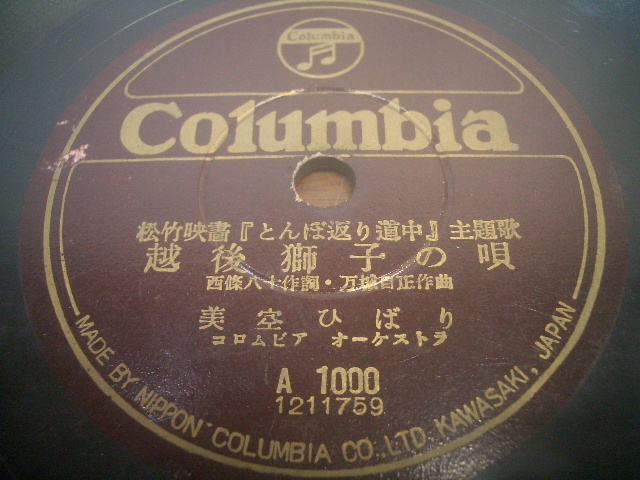 Columbia
Columbia
松竹映畫『とんぼ返り道中』主題歌
越後獅子の唄
西條八十作詞・万城目正作曲
美空ひばり
コロムビア オーケストラ
A 1000
1211759
MADE BY NIPPON COLUMBIA CO. LTD KAWASAKI, JAPAN